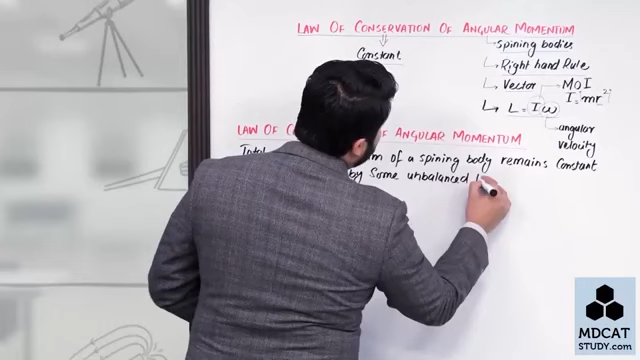 LAW OF CONSERVATION OF ANGULAR MOMENTUM
Constant
spining bodies
Right hand Rule
Vector
MOI
I = mr²
L = Iω
angular
velocity
LAW OF CO OF ANGULAR MOMENTUM
Total m of a spining body remains Constant
by Some unbalanced
MDCAT
STUDY.com